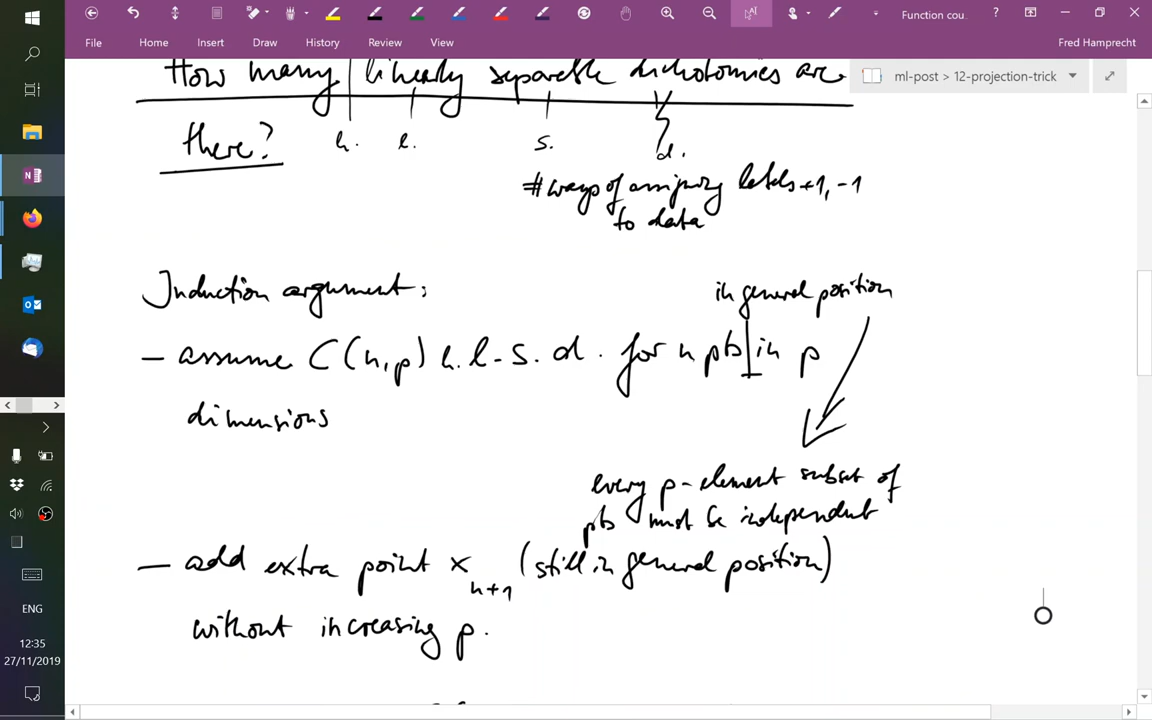 Function cou...
Fred Hamprecht
File Home Insert Draw History Review View
ml-post > 12-projection-trick
How many linearly separable dichotomies are
there?
h. l. s. d.
#ways of assigning labels +1, -1
to data
Induction argument:
in general position
- assume C(n,p) h.l.s.d. for n pts in p
dimensions
every p-element subset of
pts must be independent
- add extra point x n+1 (still in general position)
without increasing p.
ENG
12:35
27/11/2019